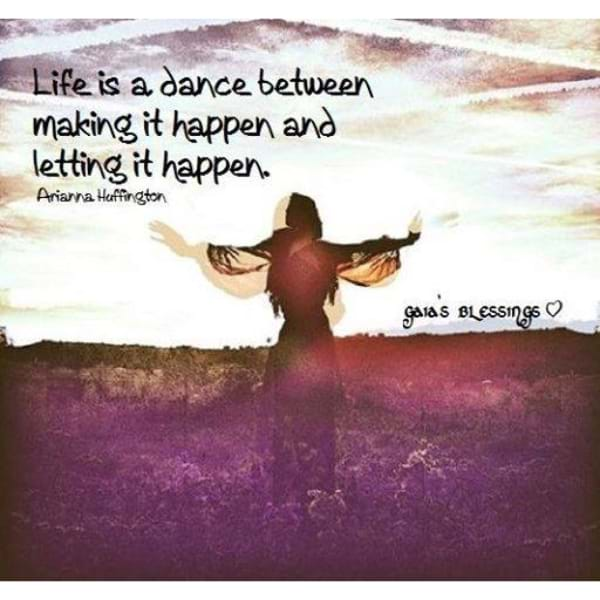 Life is a dance between
making it happen and
letting it happen.
Arianna Huffington
gaia's BLESSINGS ♡